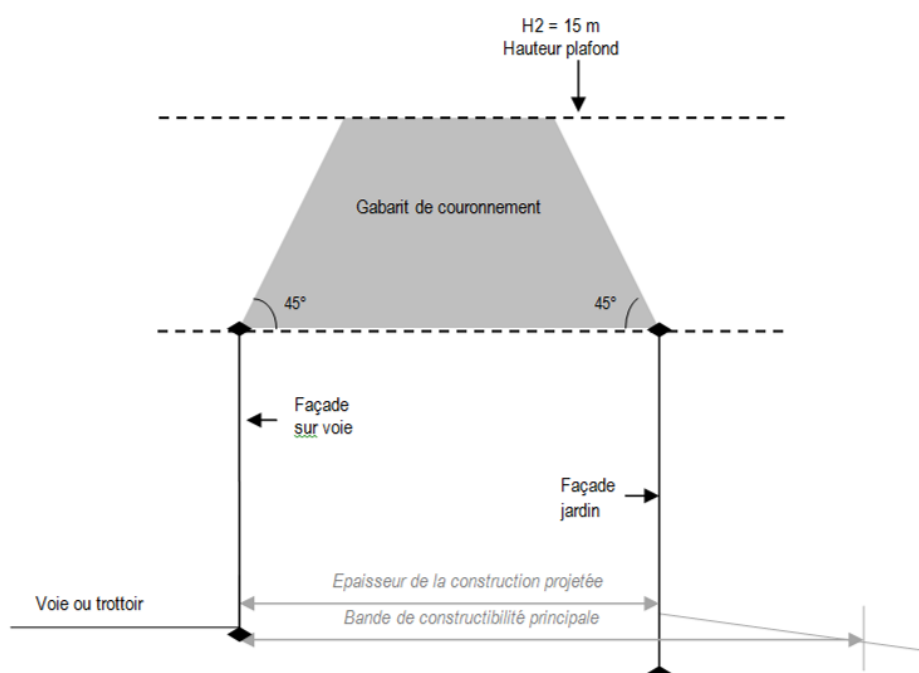 H2 = 15 m
Hauteur plafond
Gabarit de couronnement
45°
45°
Façade
sur voie
Façade
jardin
Epaisseur de la construction projetée
Voie ou trottoir
Bande de constructibilité principale